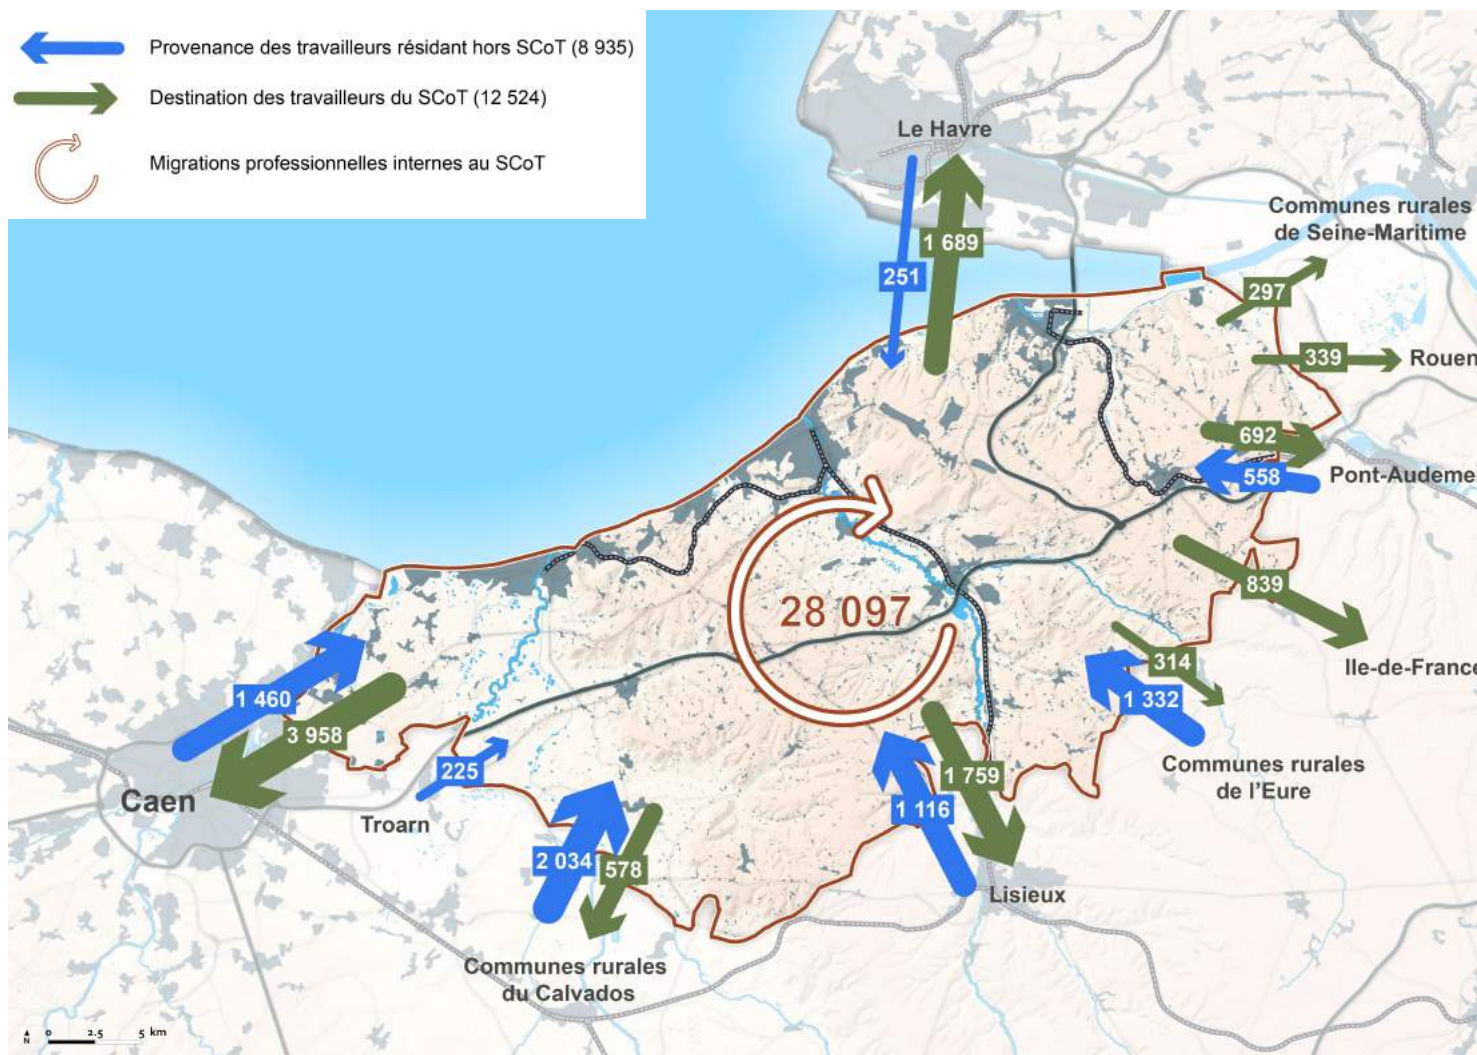 Provenance des travailleurs résidant hors SCoT (8 935)
Destination des travailleurs du SCoT (12 524)
Migrations professionnelles internes au SCoT
Le Havre
Communes rurales
de Seine-Maritime
1 689
251
297
339
Rouen
692
558
Pont-Audeme
839
28 097
Ile-de-France
314
1 332
1 460
3 958
Communes rurales
de l'Eure
225
1 759
Caen
Troarn
1 116
2 034
578
Lisieux
Communes rurales
du Calvados
N
0 2.5 5 km